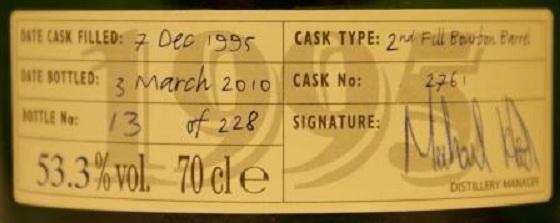 DATE CASK FILLED: 7 Dec 1995
DATE BOTTLED: 3 March 2010
BOTTLE No: 13 of 228
53.3% vol. 70 cl e
CASK TYPE: 2nd Fill Bourbon Barrel
CASK No: 2761
SIGNATURE:
DISTILLERY MANAGER
1995